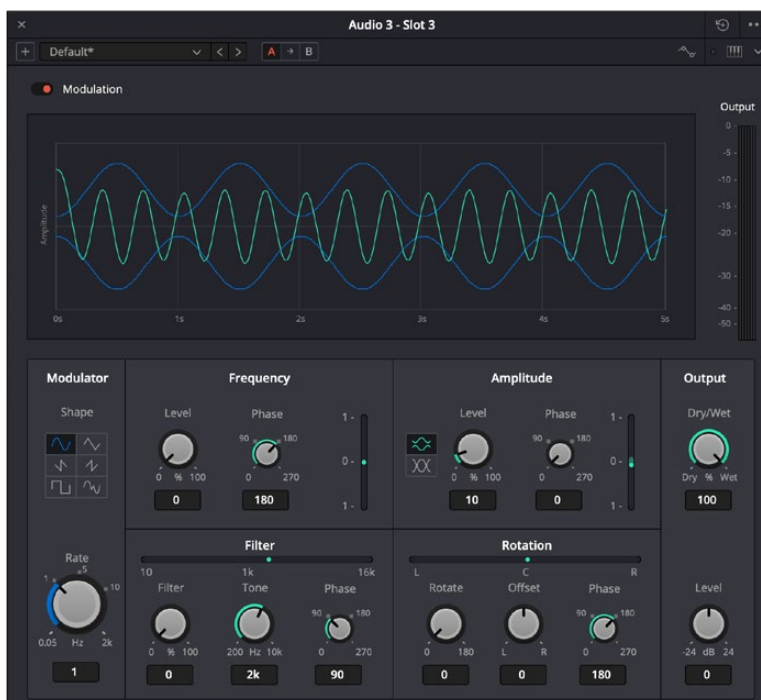 Audio 3 - Slot 3
Default*
A
B
Modulation
Output
0 -
-5 -
-10 -
-15 -
-20 -
-30 -
-40 -
-50 -
Amplitude
0s 1s 2s 3s 4s 5s
Modulator
Shape
Rate
1 5 10
0.05 Hz 2k
1
Frequency
Level
0 % 100
0
Phase
90 180
0 270
180
1 -
0 -
1 -
Amplitude
Level
0 % 100
10
Phase
90 180
0 270
0
1 -
0 -
1 -
Output
Dry/Wet
Dry % Wet
100
Filter
10 1k 16k
Filter
0 % 100
0
Tone
200 Hz 10k
2k
Phase
90 180
0 270
90
Rotation
L C R
Rotate
0 180
0
Offset
L R
0
Phase
90 180
0 270
180
Level
-24 dB 24
0